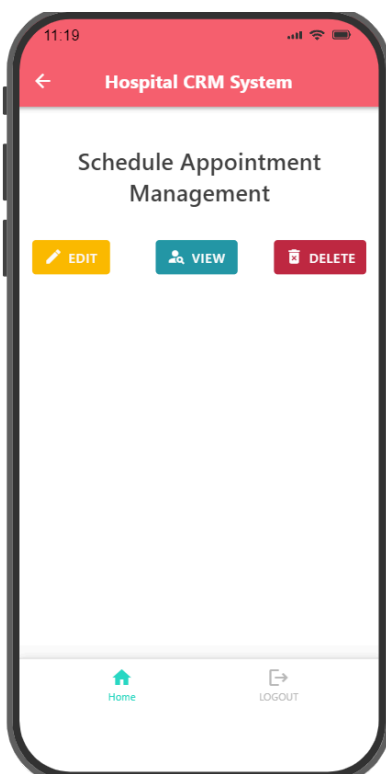 11:19
Hospital CRM System
Schedule Appointment
Management
EDIT
VIEW
DELETE
Home
LOGOUT